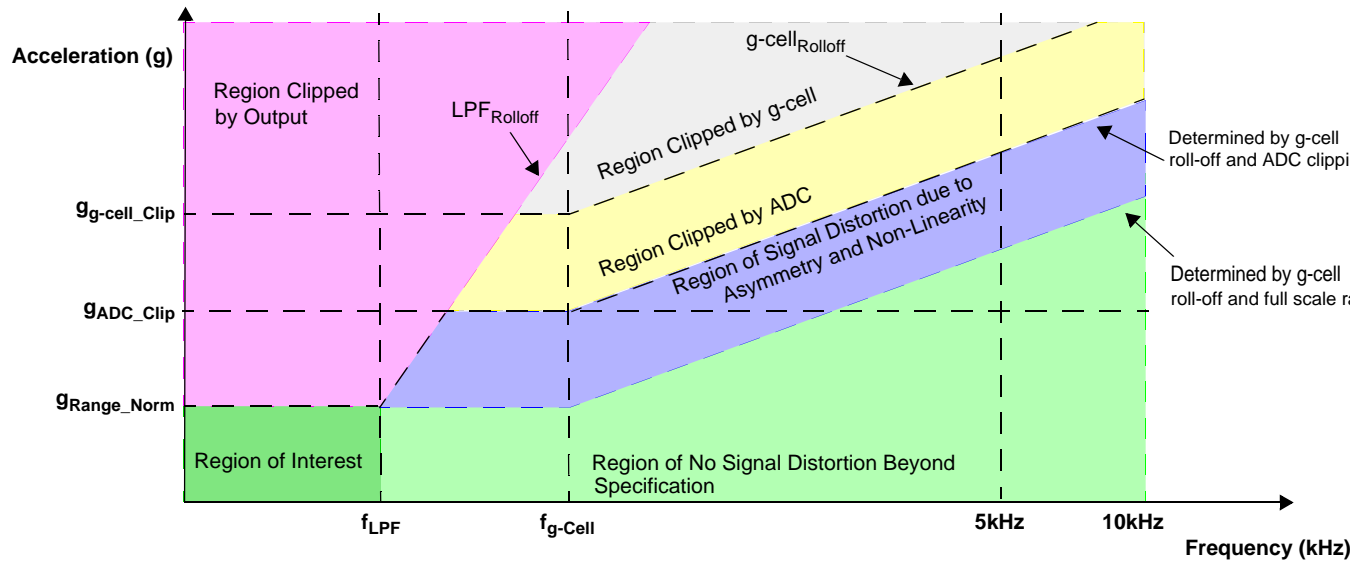 Acceleration (g)
Region Clipped
by Output
LPFRolloff
g-cellRolloff
Region Clipped by g-cell
Determined by g-cell
roll-off and ADC clippi
gg-cell_Clip
Region Clipped by ADC
Region of Signal Distortion due to
Asymmetry and Non-Linearity
Determined by g-cell
roll-off and full scale ra
gADC_Clip
gRange_Norm
Region of Interest
Region of No Signal Distortion Beyond
Specification
fLPF
fg-Cell
5kHz
10kHz
Frequency (kHz)